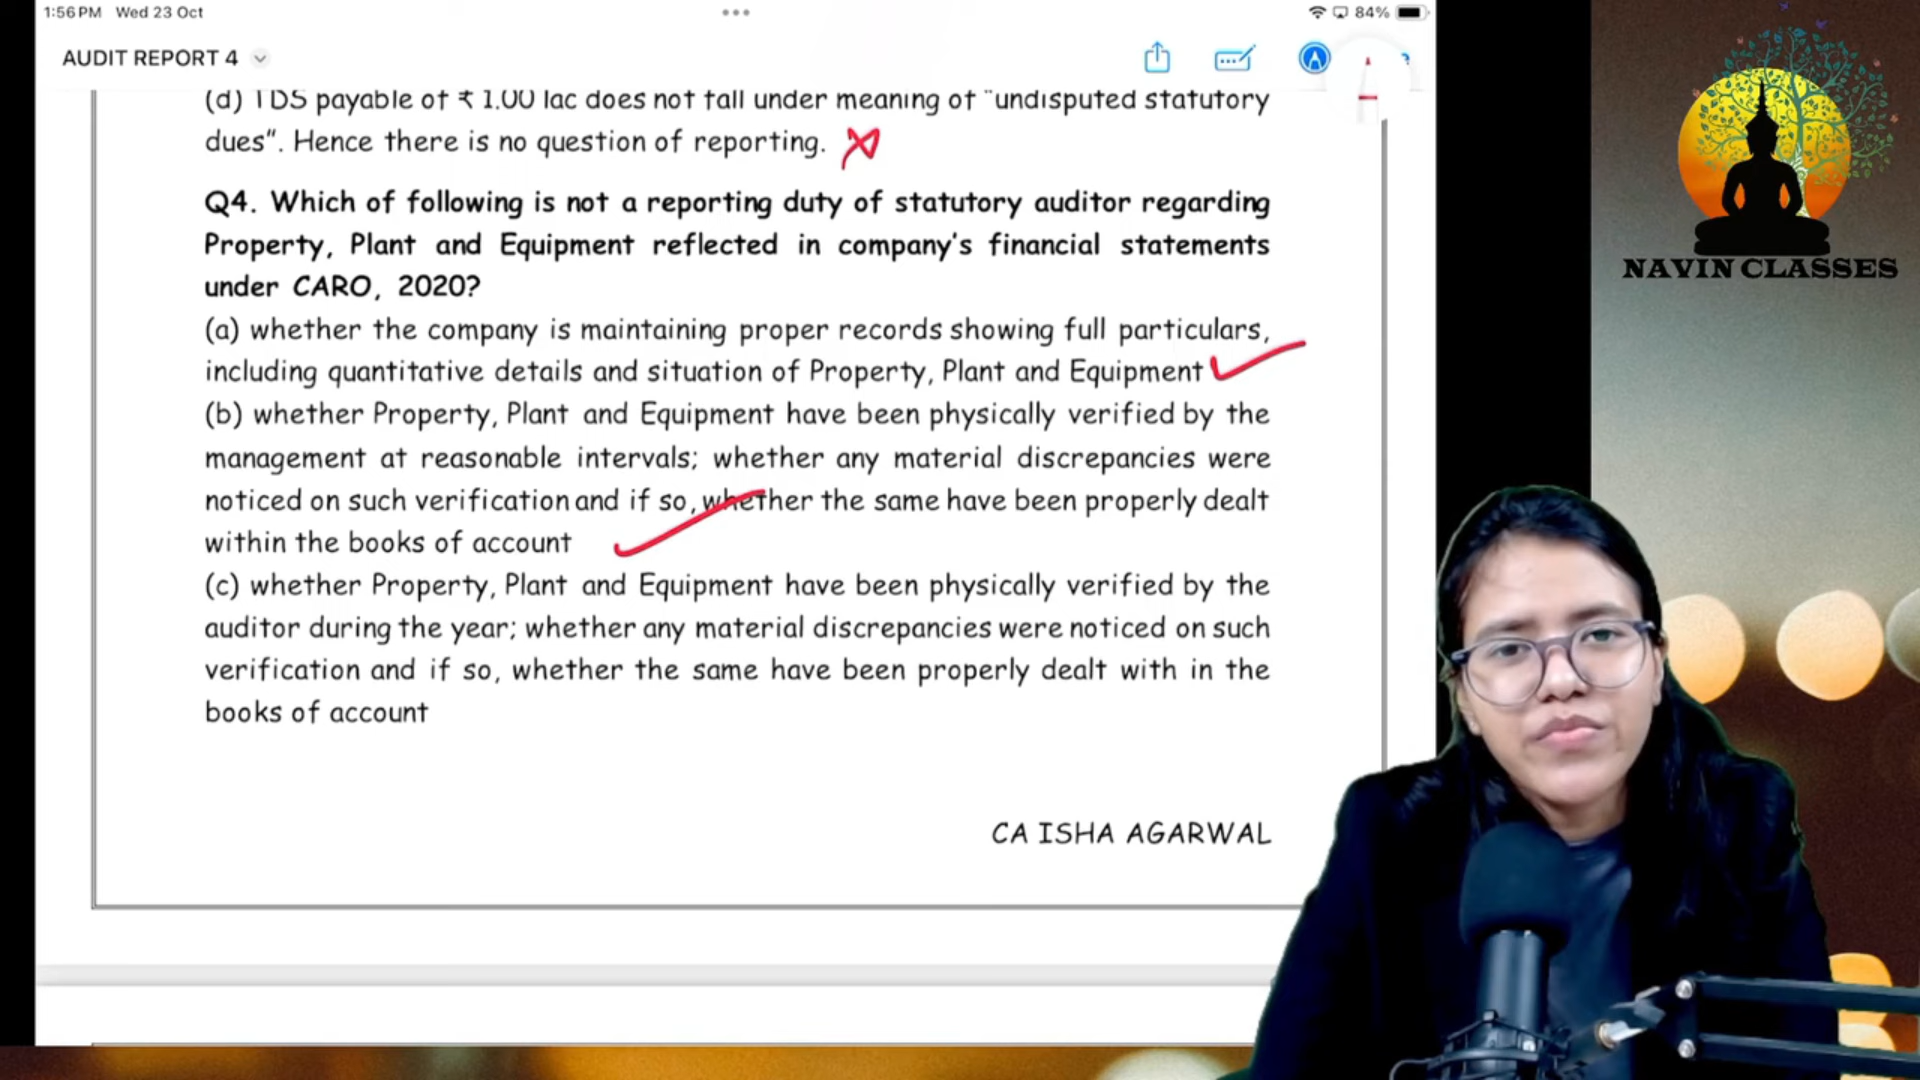 1:56 PM Wed 23 Oct
84%
AUDIT REPORT 4
(d) TDS payable of ₹ 1.00 lac does not fall under meaning of "undisputed statutory
dues". Hence there is no question of reporting.
Q4. Which of following is not a reporting duty of statutory auditor regarding
Property, Plant and Equipment reflected in company's financial statements
under CARO, 2020?
(a) whether the company is maintaining proper records showing full particulars,
including quantitative details and situation of Property, Plant and Equipment
(b) whether Property, Plant and Equipment have been physically verified by the
management at reasonable intervals; whether any material discrepancies were
noticed on such verification and if so, whether the same have been properly dealt
within the books of account
(c) whether Property, Plant and Equipment have been physically verified by the
auditor during the year; whether any material discrepancies were noticed on such
verification and if so, whether the same have been properly dealt with in the
books of account
CA ISHA AGARWAL
NAVIN CLASSES